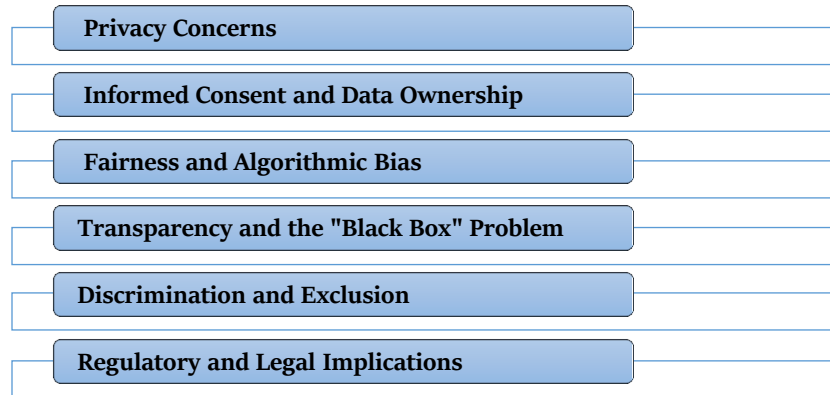 Privacy Concerns
Informed Consent and Data Ownership
Fairness and Algorithmic Bias
Transparency and the "Black Box" Problem
Discrimination and Exclusion
Regulatory and Legal Implications